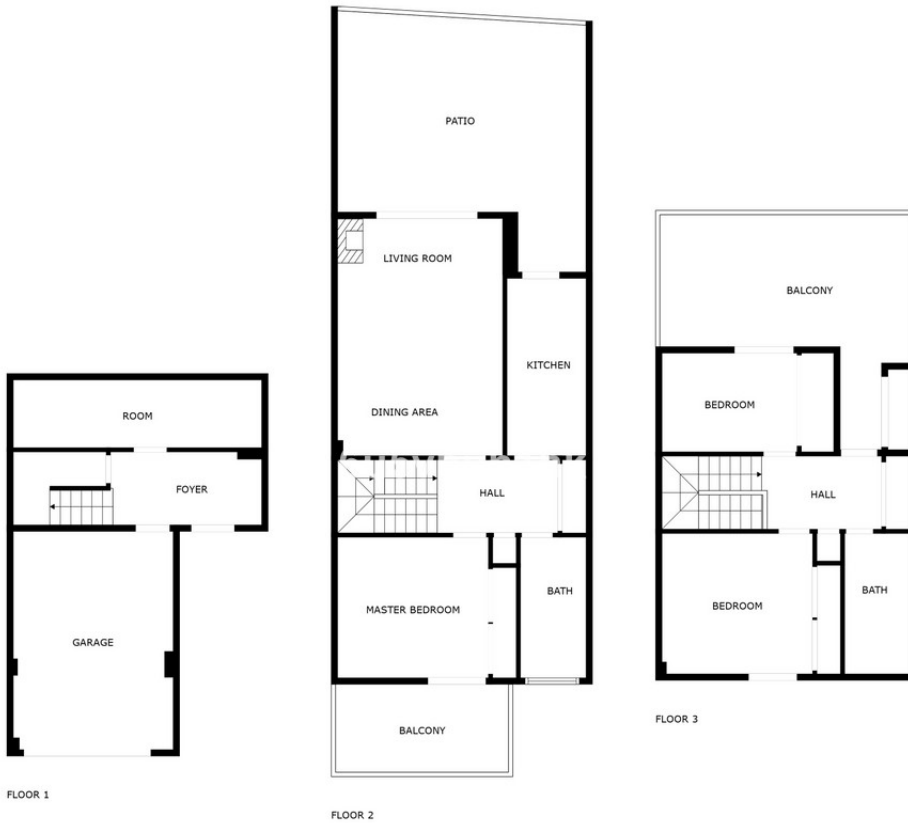 PATIO
LIVING ROOM
DINING AREA
KITCHEN
HALL
MASTER BEDROOM
BATH
BALCONY
FLOOR 2
ROOM
FOYER
GARAGE
FLOOR 1
BALCONY
BEDROOM
HALL
BEDROOM
BATH
FLOOR 3